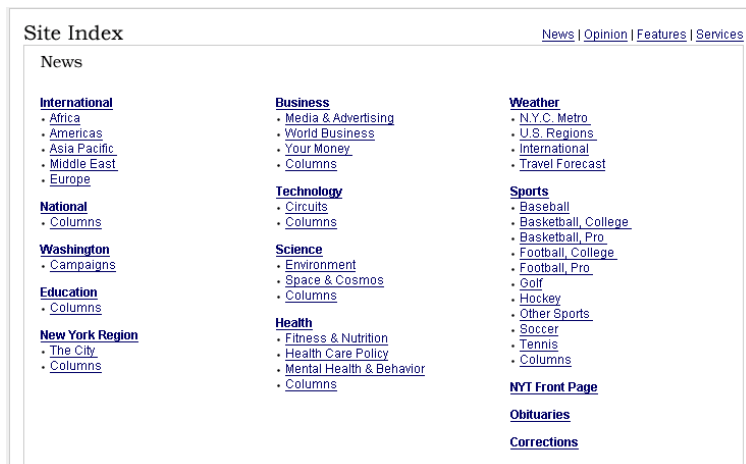 Site Index
News | Opinion | Features | Services
News
International
• Africa
• Americas
• Asia Pacific
• Middle East
• Europe
National
• Columns
Washington
• Campaigns
Education
• Columns
New York Region
• The City
• Columns
Business
• Media & Advertising
• World Business
• Your Money
• Columns
Technology
• Circuits
• Columns
Science
• Environment
• Space & Cosmos
• Columns
Health
• Fitness & Nutrition
• Health Care Policy
• Mental Health & Behavior
• Columns
Weather
• N.Y.C. Metro
• U.S. Regions
• International
• Travel Forecast
Sports
• Baseball
• Basketball, College
• Basketball, Pro
• Football, College
• Football, Pro
• Golf
• Hockey
• Other Sports
• Soccer
• Tennis
• Columns
NYT Front Page
Obituaries
Corrections